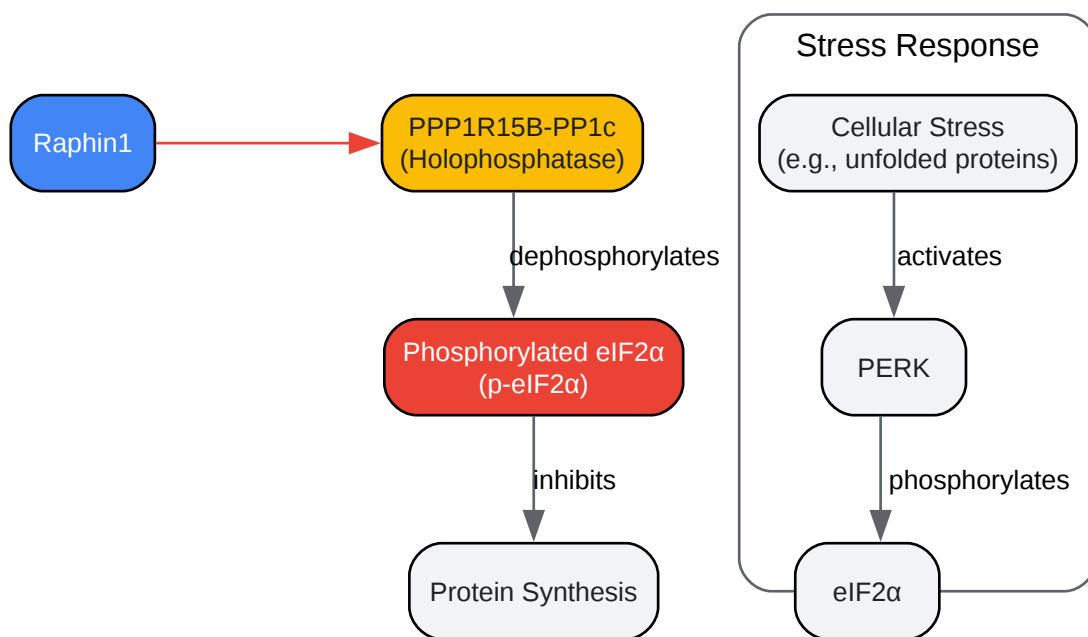 Stress Response
Raphin1
PPP1R15B-PP1c
(Holophosphatase)
Cellular Stress
(e.g., unfolded proteins)
dephosphorylates
activates
Phosphorylated eIF2α
(p-eIF2α)
PERK
inhibits
phosphorylates
Protein Synthesis
eIF2α